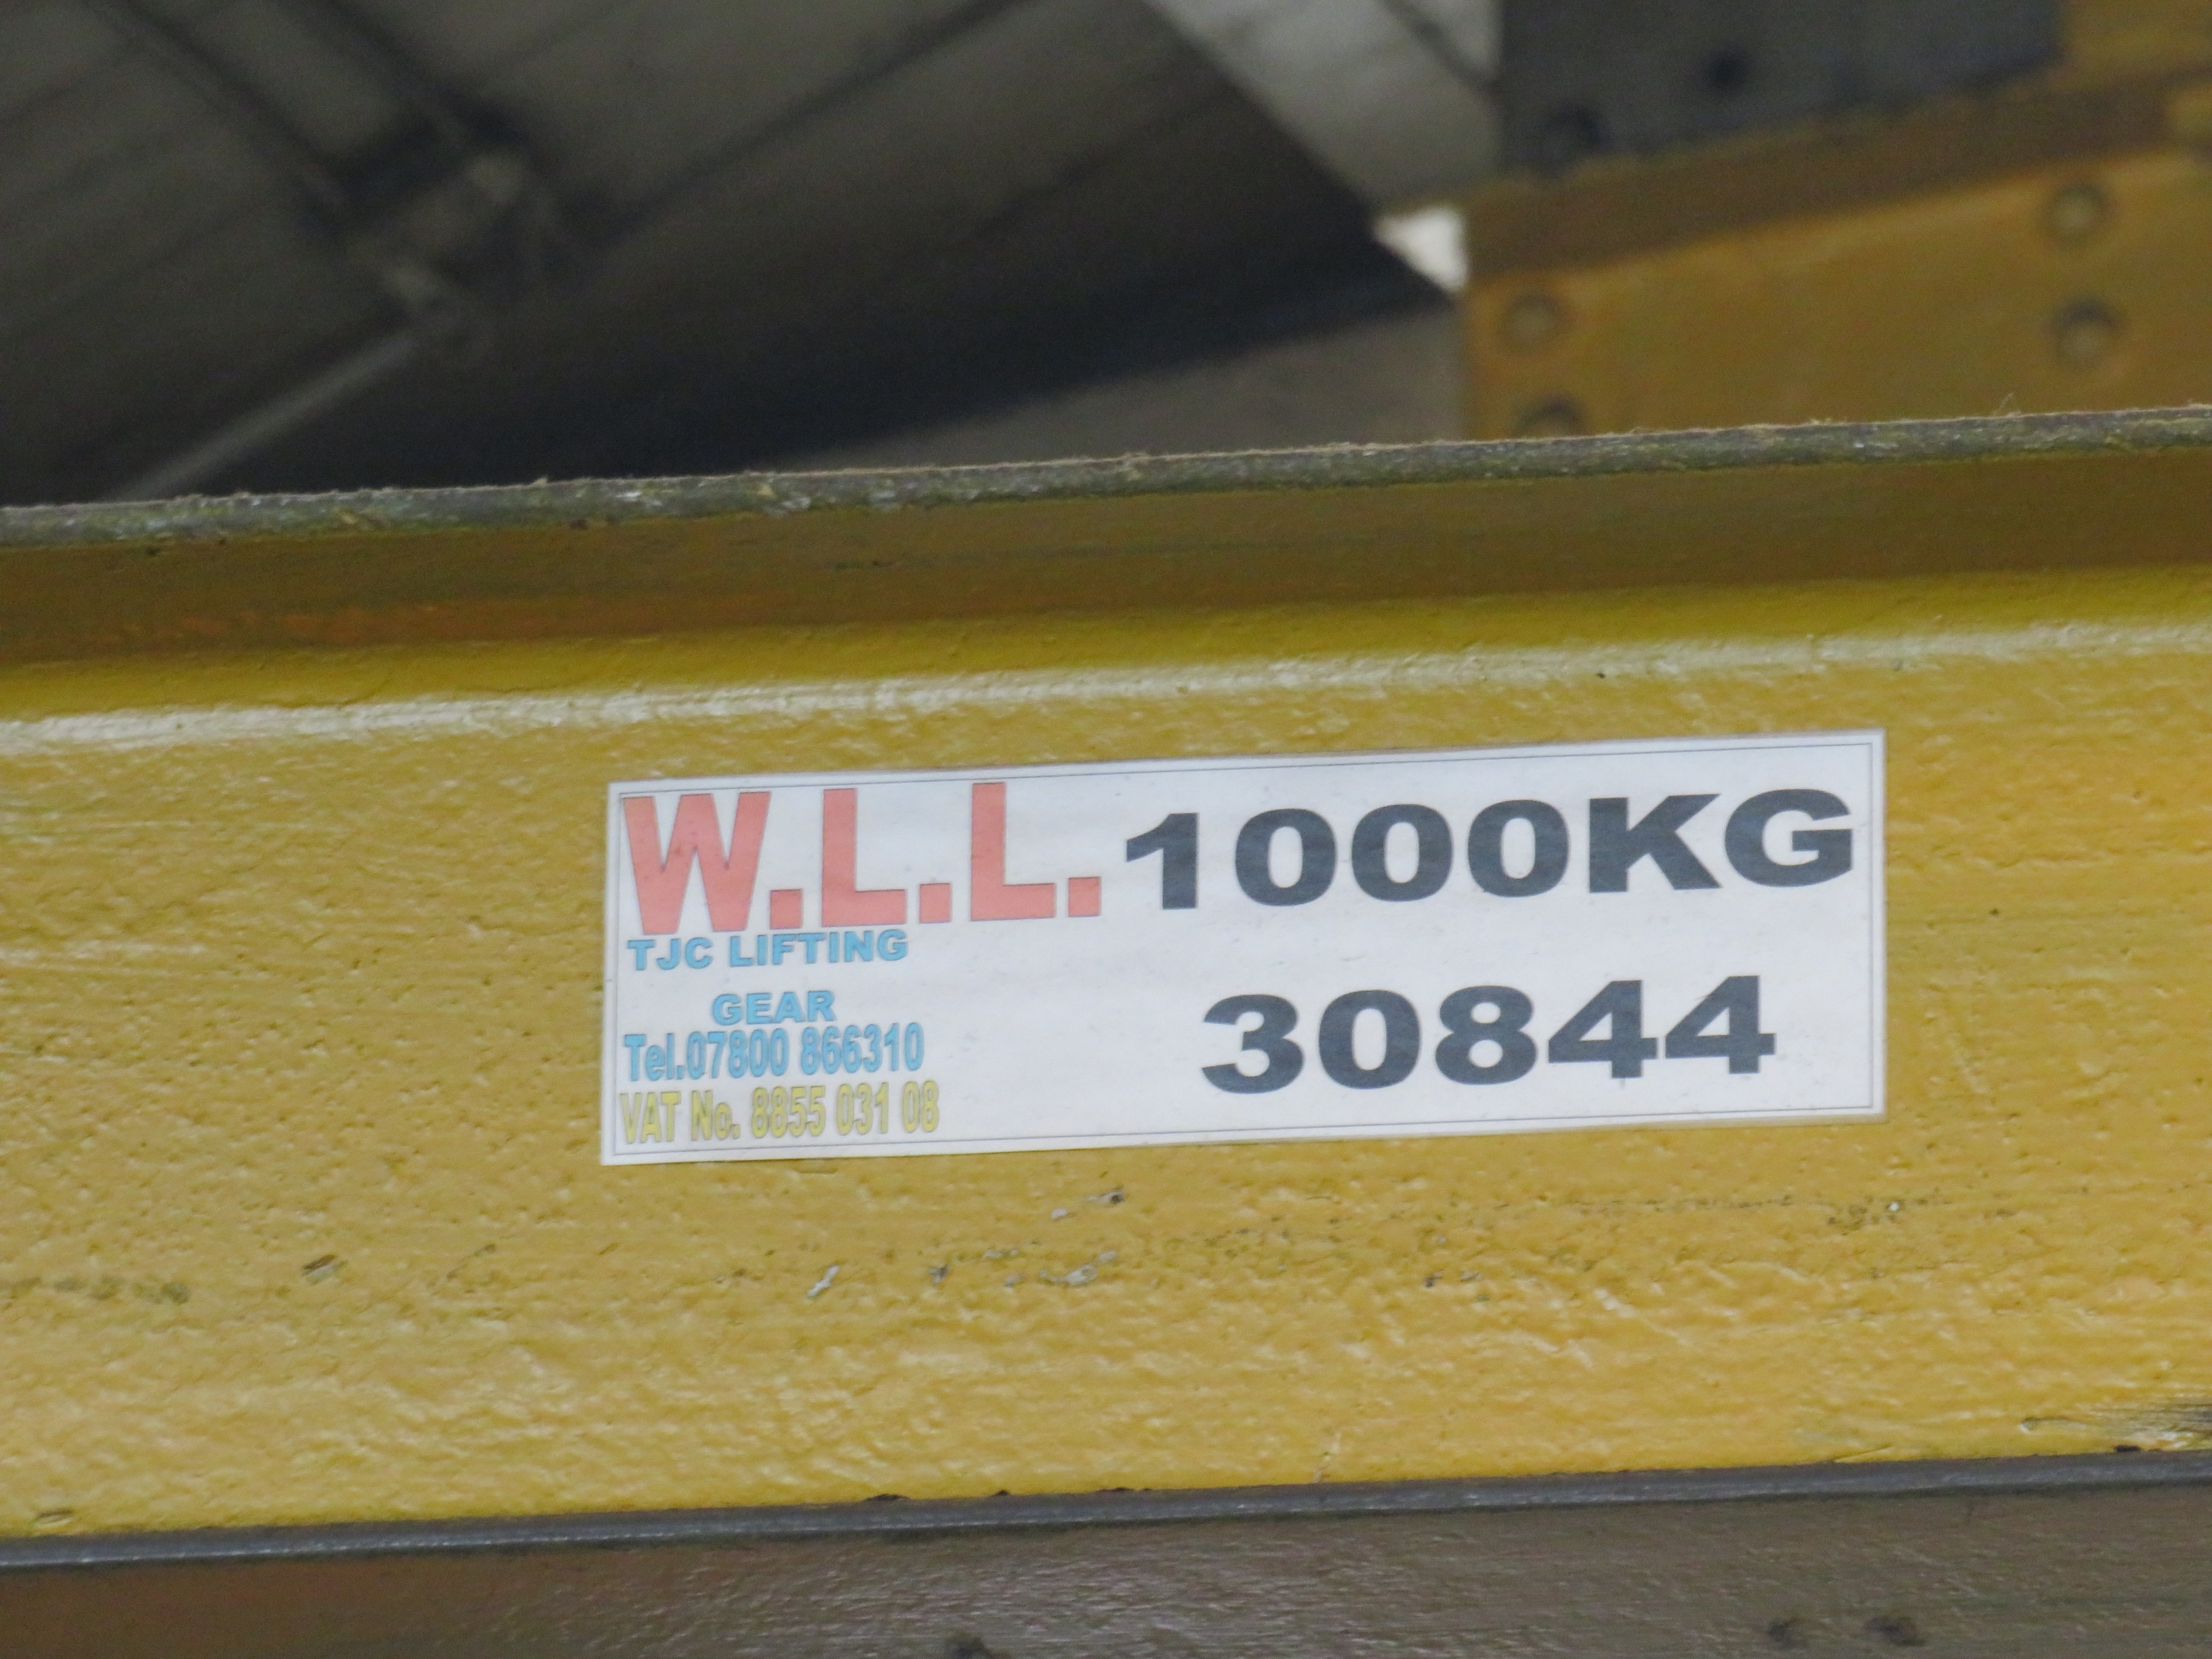 W.L.L. 1000KG
TJC LIFTING
GEAR
30844
Tel.07800 866310
VAT No. 8855 031 08